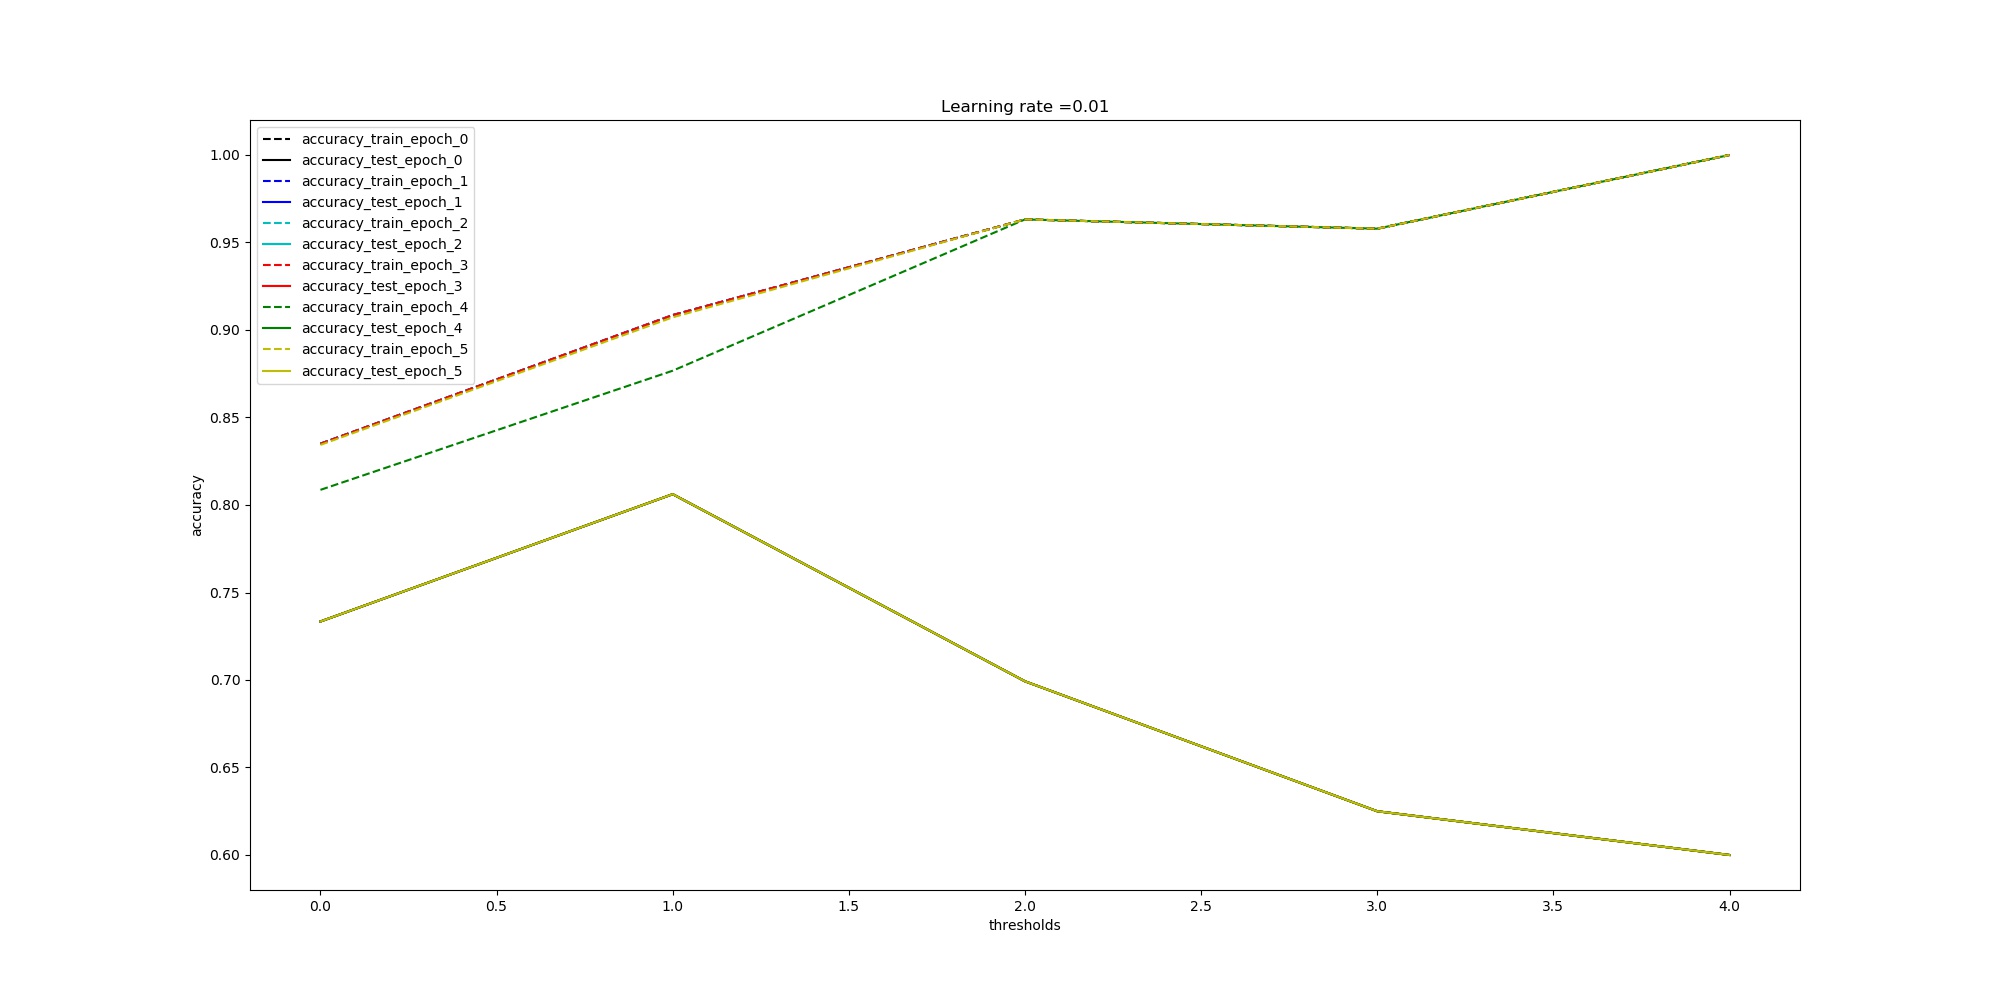 Learning rate =0.01
accuracy_train_epoch_0
accuracy_test_epoch_0
accuracy_train_epoch_1
accuracy_test_epoch_1
accuracy_train_epoch_2
accuracy_test_epoch_2
accuracy_train_epoch_3
accuracy_test_epoch_3
accuracy_train_epoch_4
accuracy_test_epoch_4
accuracy_train_epoch_5
accuracy_test_epoch_5
1.00
0.95
0.90
0.85
0.80
0.75
0.70
0.65
0.60
accuracy
0.0 0.5 1.0 1.5 2.0 2.5 3.0 3.5 4.0
thresholds